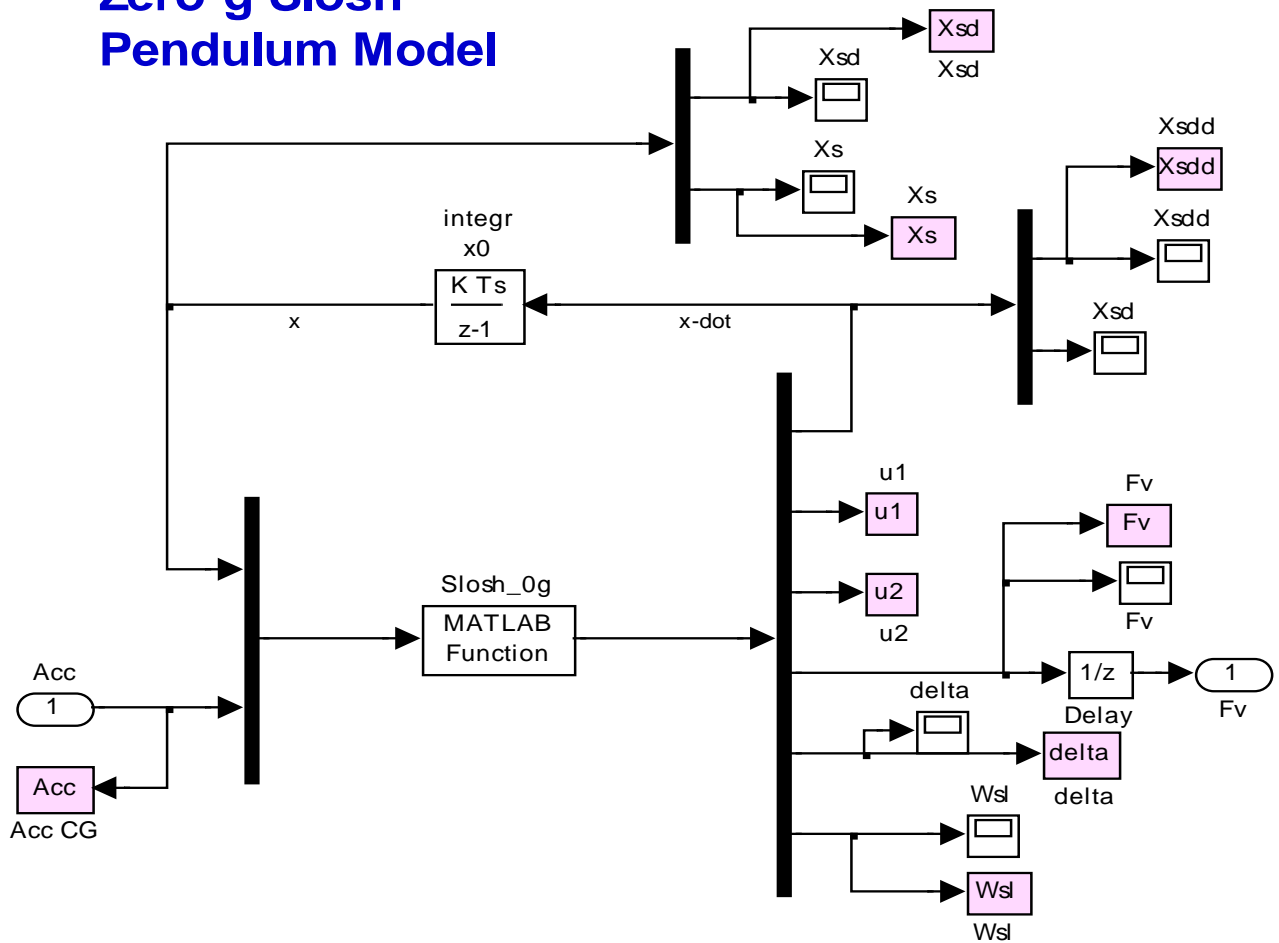 Zero-g Slosh
Pendulum Model
Xsd
Xsd
Xsd
Xs
Xs
Xs
Xsdd
Xsdd
Xsdd
Xsd
integr
x0
K Ts
z-1
x
x-dot
u1
u1
u2
u2
Fv
Fv
Fv
Slosh_0g
MATLAB
Function
Acc
1
Acc
Acc CG
1/z
Delay
1
Fv
delta
delta
delta
Wsl
Wsl
Wsl